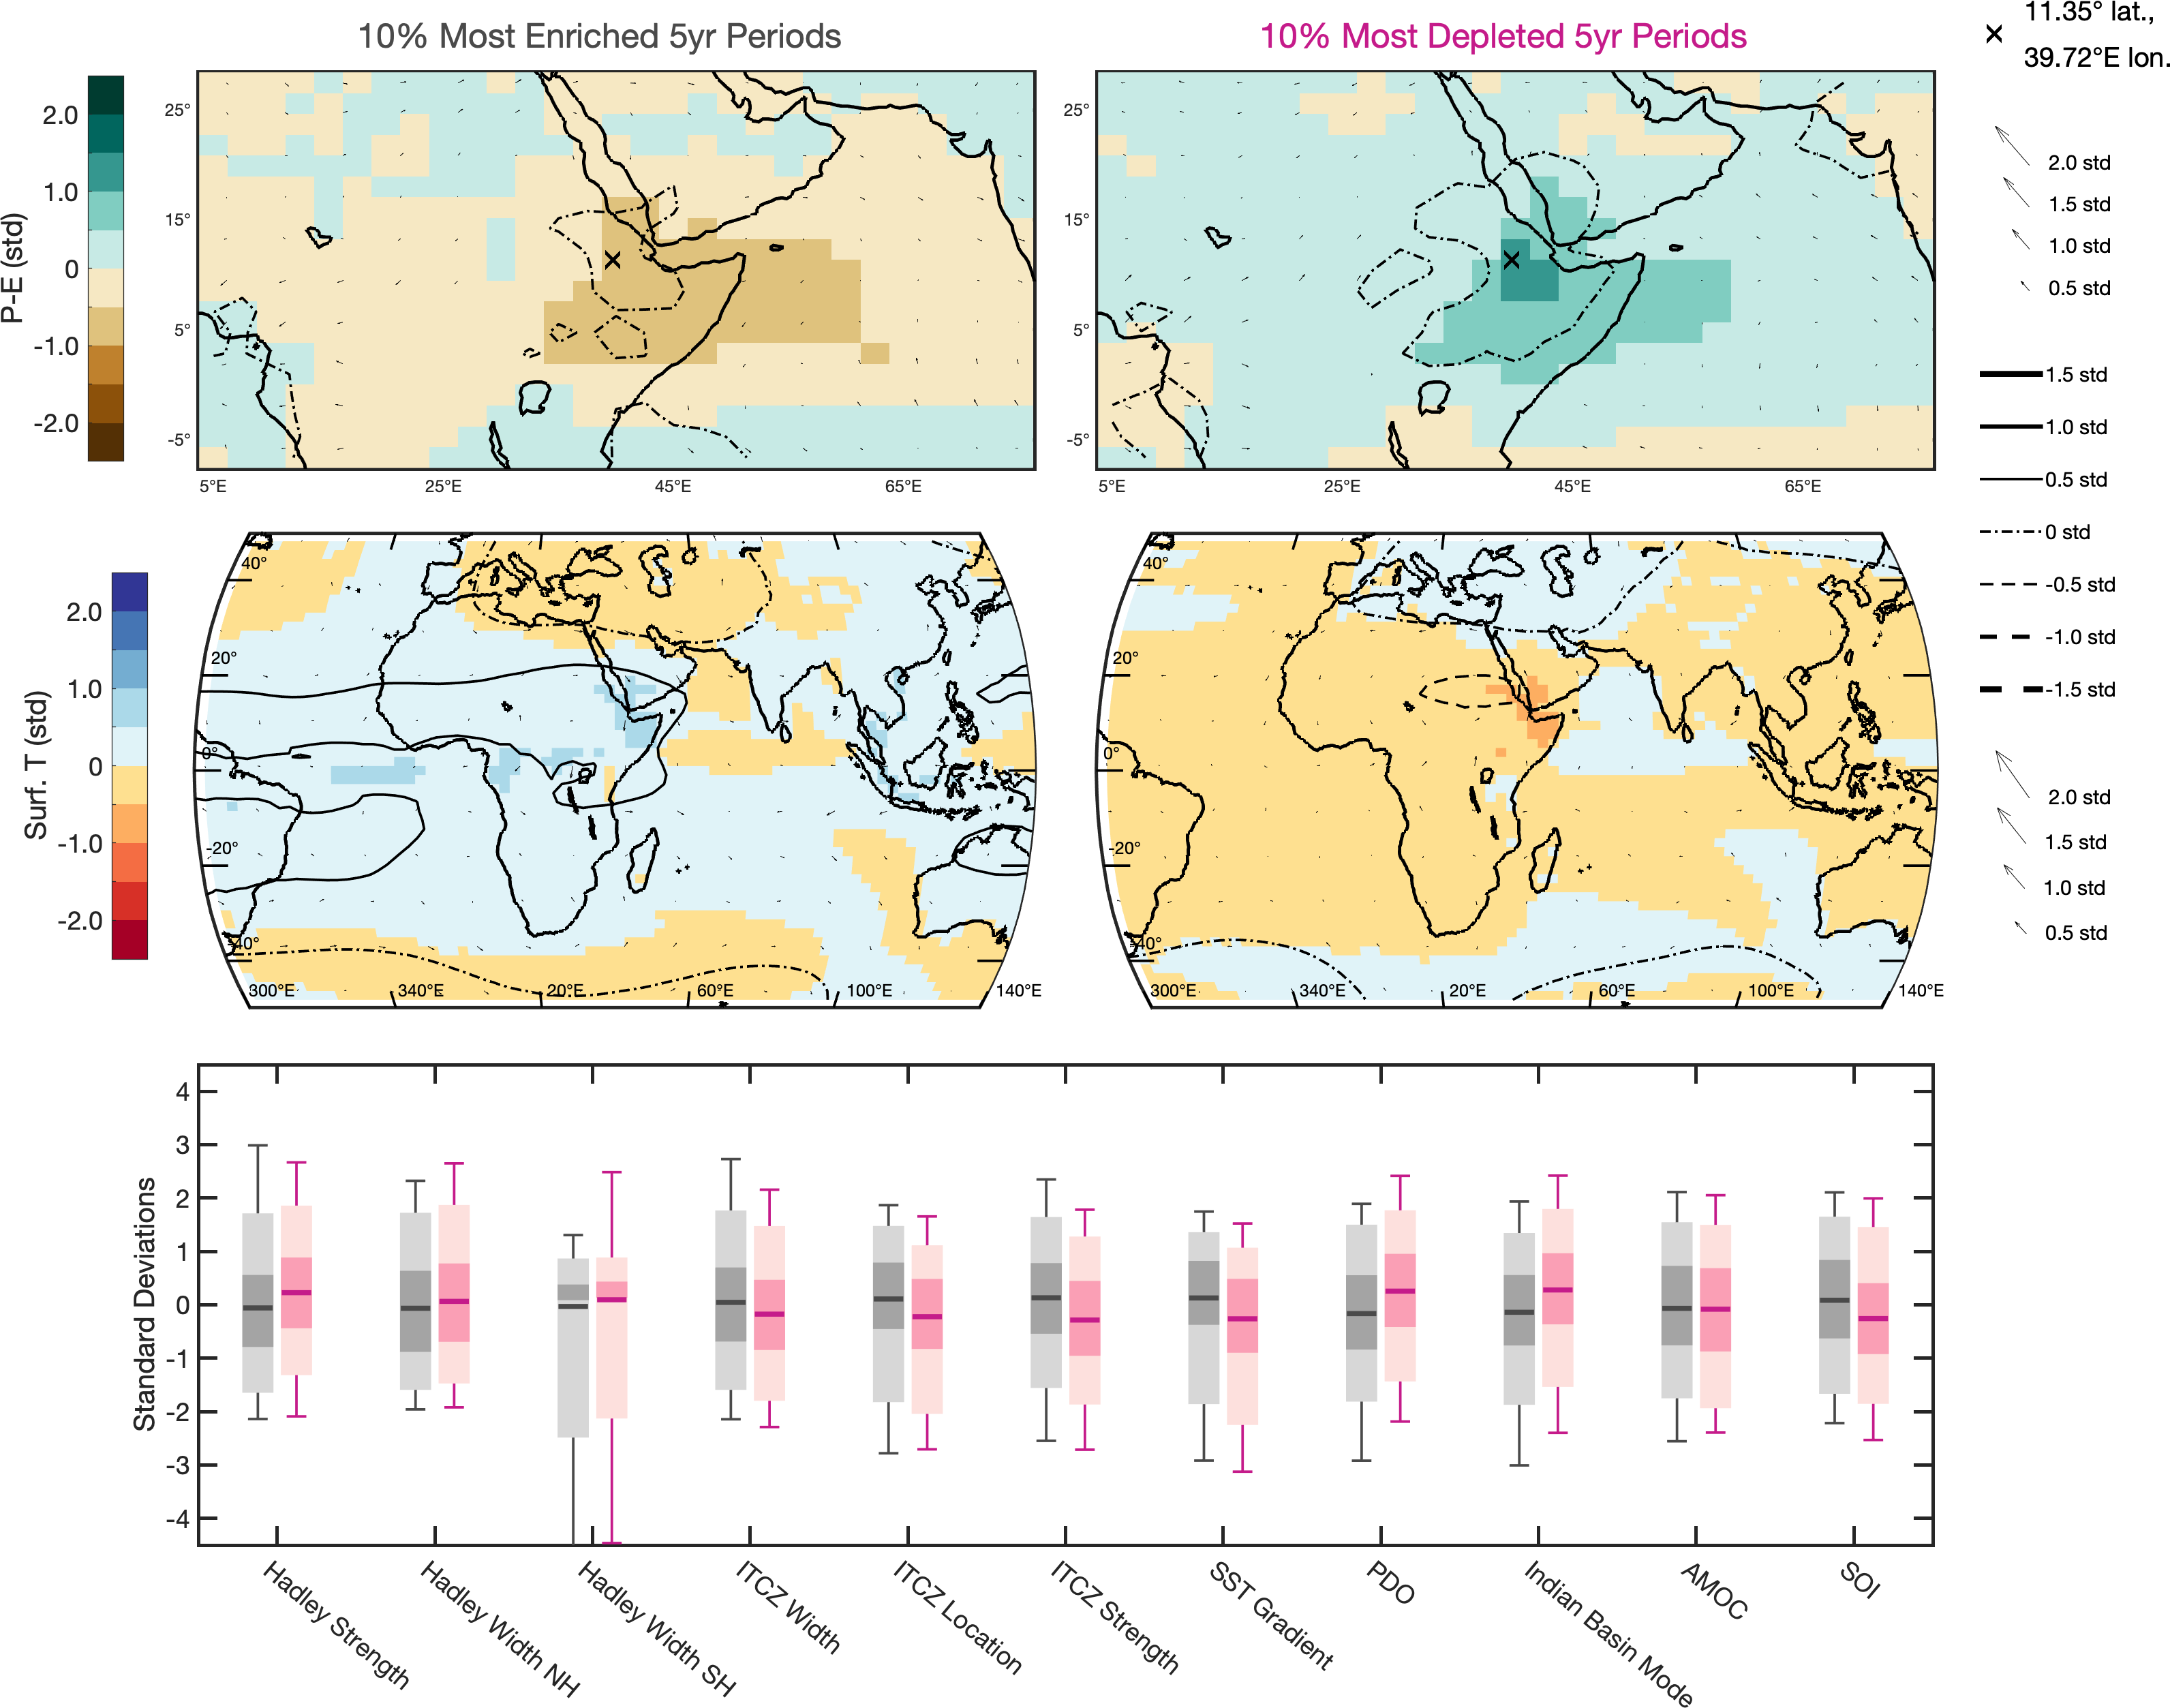 10% Most Enriched 5yr Periods
10% Most Depleted 5yr Periods
11.35° lat.,
39.72°E lon.
P-E (std)
2.0
1.0
0
-1.0
-2.0
25°
15°
5°
-5°
5°E
25°E
45°E
65°E
25°
15°
5°
-5°
5°E
25°E
45°E
65°E
2.0 std
1.5 std
1.0 std
0.5 std
1.5 std
1.0 std
0.5 std
0 std
-0.5 std
-1.0 std
-1.5 std
Surf. T (std)
2.0
1.0
0
-1.0
-2.0
40°
20°
0°
-20°
-40°
300°E
340°E
20°E
60°E
100°E
140°E
40°
20°
0°
-20°
-40°
300°E
340°E
20°E
60°E
100°E
140°E
2.0 std
1.5 std
1.0 std
0.5 std
Standard Deviations
4
3
2
1
0
-1
-2
-3
-4
Hadley Strength
Hadley Width NH
Hadley Width SH
ITCZ Width
ITCZ Location
ITCZ Strength
SST Gradient
PDO
Indian Basin Mode
AMOC
SOI